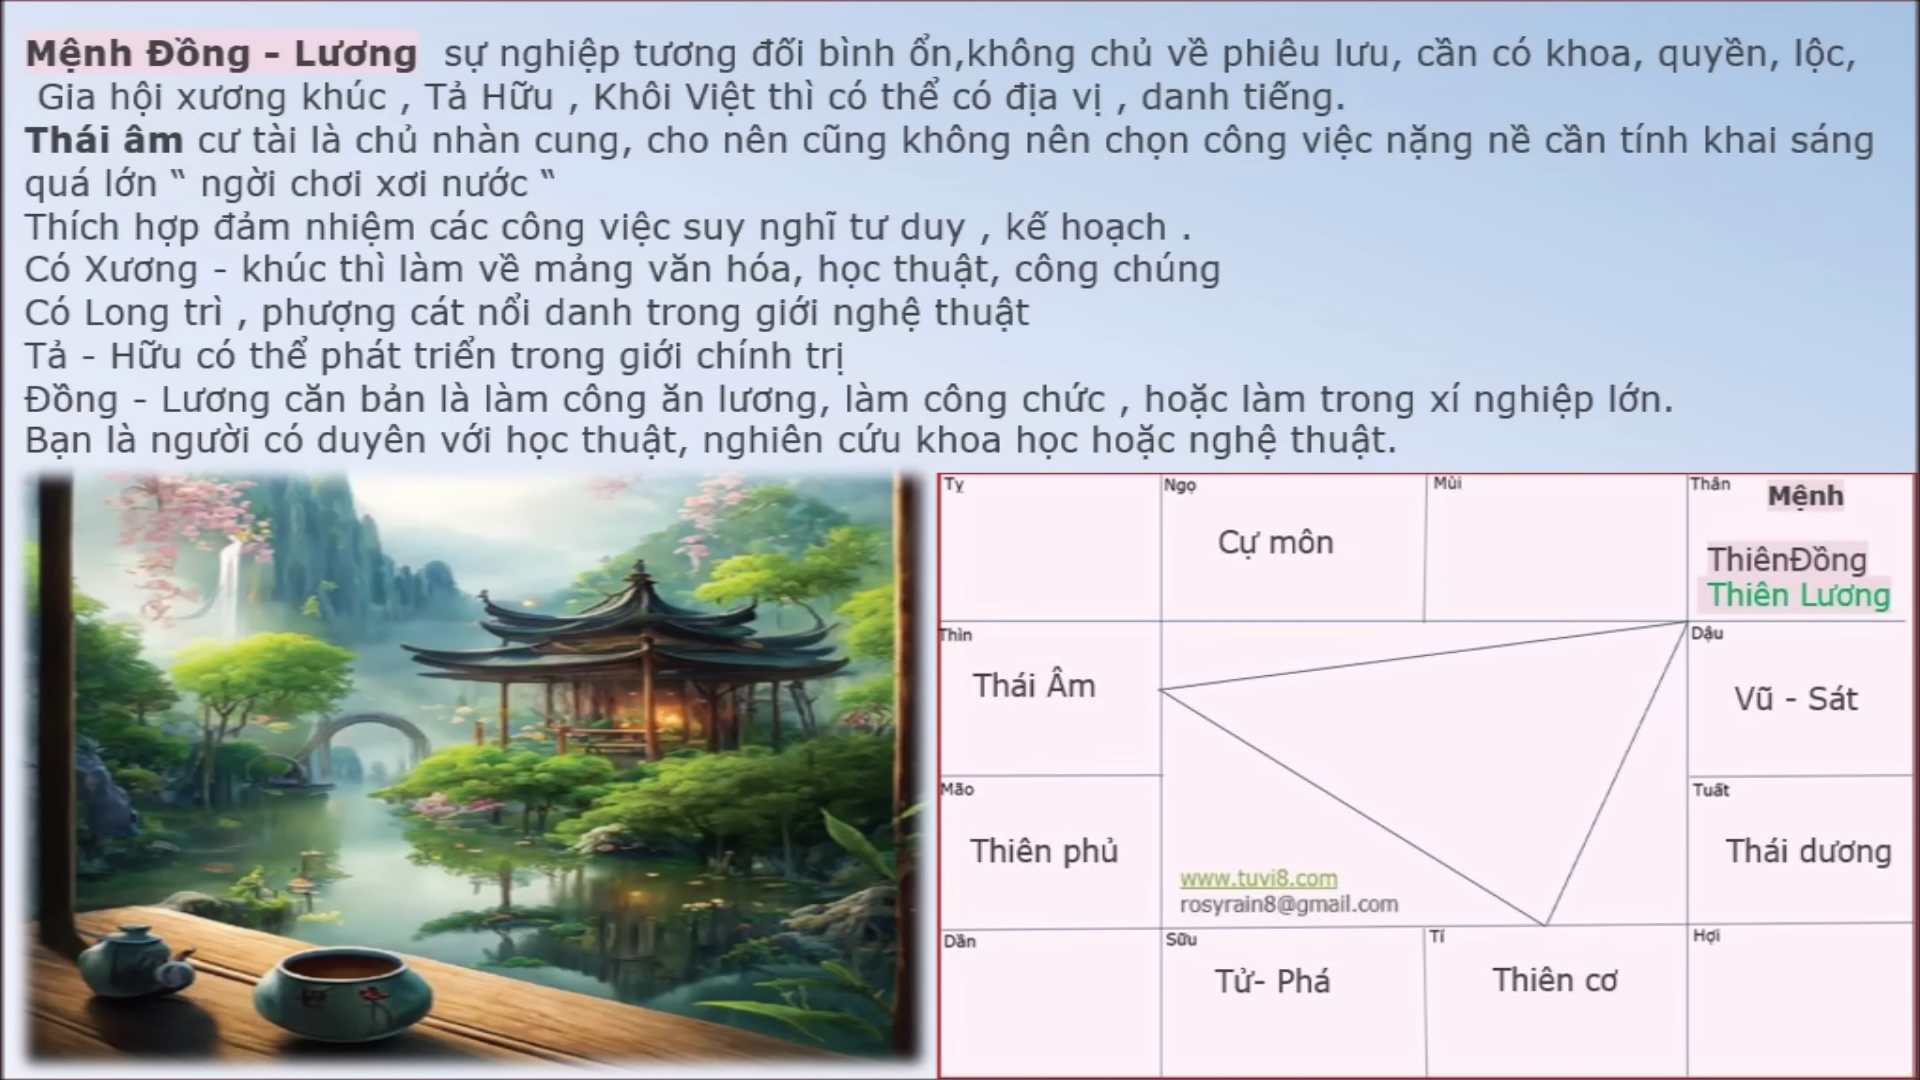 Mệnh Đồng - Lương sự nghiệp tương đối bình ổn,không chủ về phiêu lưu, cần có khoa, quyền, lộc,
Gia hội xương khúc , Tả Hữu , Khôi Việt thì có thể có địa vị , danh tiếng.
Thái âm cư tài là chủ nhàn cung, cho nên cũng không nên chọn công việc nặng nề cần tính khai sáng
quá lớn “ ngời chơi xơi nước “
Thích hợp đảm nhiệm các công việc suy nghĩ tư duy , kế hoạch .
Có Xương - khúc thì làm về mảng văn hóa, học thuật, công chúng
Có Long trì , phượng cát nổi danh trong giới nghệ thuật
Tả - Hữu có thể phát triển trong giới chính trị
Đồng - Lương căn bản là làm công ăn lương, làm công chức , hoặc làm trong xí nghiệp lớn.
Bạn là người có duyên với học thuật, nghiên cứu khoa học hoặc nghệ thuật.
Tỵ
Ngọ
Cự môn
Mùi
Thân
Mệnh
ThiênĐồng
Thiên Lương
Thìn
Thái Âm
Dậu
Vũ - Sát
Mão
Thiên phủ
Tuất
Thái dương
www.tuvi8.com
rosyrain8@gmail.com
Dần
Sữu
Tử- Phá
Tí
Thiên cơ
Hợi